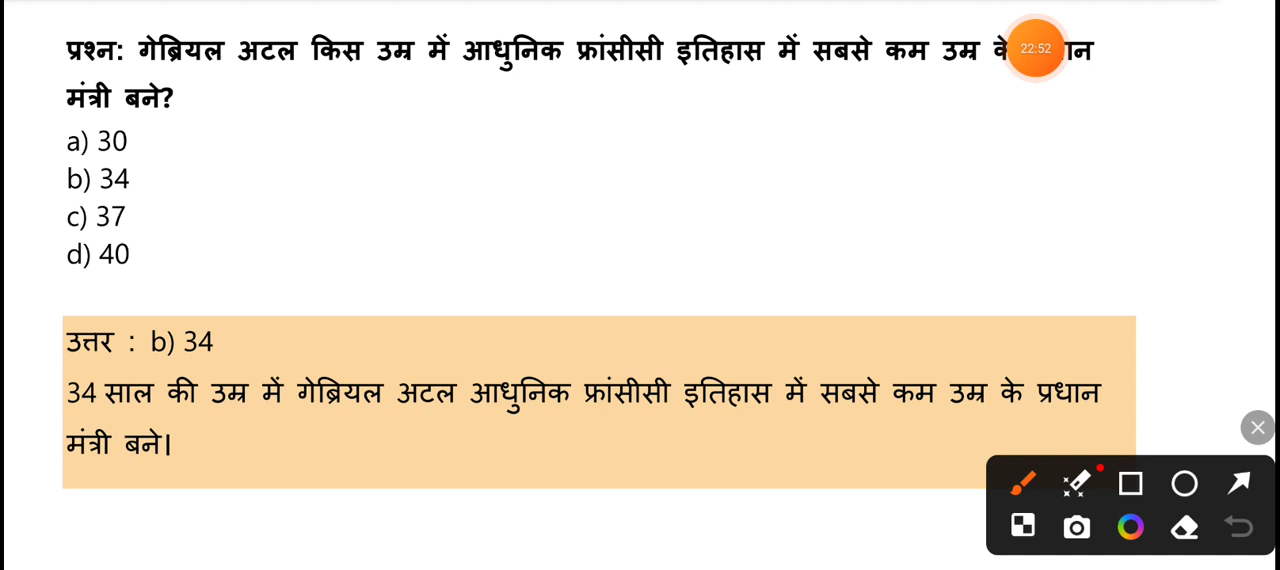 प्रश्न: गेब्रियल अटल किस उम्र में आधुनिक फ्रांसीसी इतिहास में सबसे कम उम्र के
22:52
मंत्री बने?
a) 30
b) 34
c) 37
d) 40
उत्तर : b) 34
34 साल की उम्र में गेब्रियल अटल आधुनिक फ्रांसीसी इतिहास में सबसे कम उम्र के प्रधान
मंत्री बने।